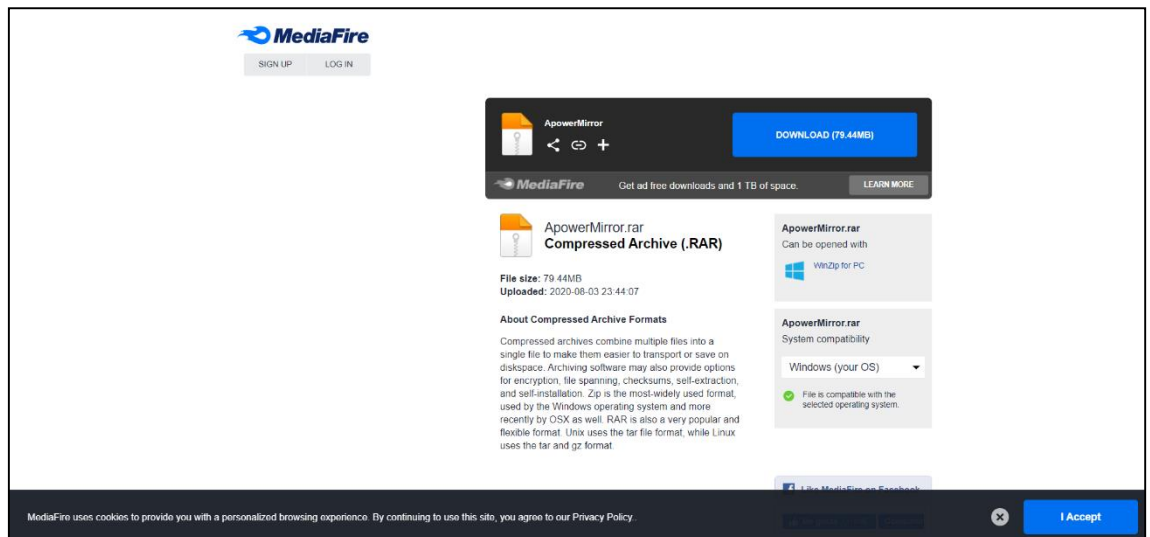 MediaFire
SIGN UP LOG IN
ApowerMirror
DOWNLOAD (79.44MB)
MediaFire Get ad free downloads and 1 TB of space. LEARN MORE
ApowerMirror.rar
Compressed Archive (.RAR)
File size: 79.44MB
Uploaded: 2020-08-03 23:44:07
About Compressed Archive Formats
Compressed archives combine multiple files into a
single file to make them easier to transport or save on
diskspace. Archiving software may also provide options
for encryption, file spanning, checksums, self-extraction,
and self-installation. Zip is the most-widely used format,
used by the Windows operating system and more
recently by OSX as well. RAR is also a very popular and
flexible format. Unix uses the tar file format, while Linux
uses the tar and gz format.
ApowerMirror.rar
Can be opened with
WinZip for PC
ApowerMirror.rar
System compatibility
Windows (your OS)
File is compatible with the
selected operating system.
Like MediaFire on Facebook
MediaFire uses cookies to provide you with a personalized browsing experience. By continuing to use this site, you agree to our Privacy Policy..
I Accept